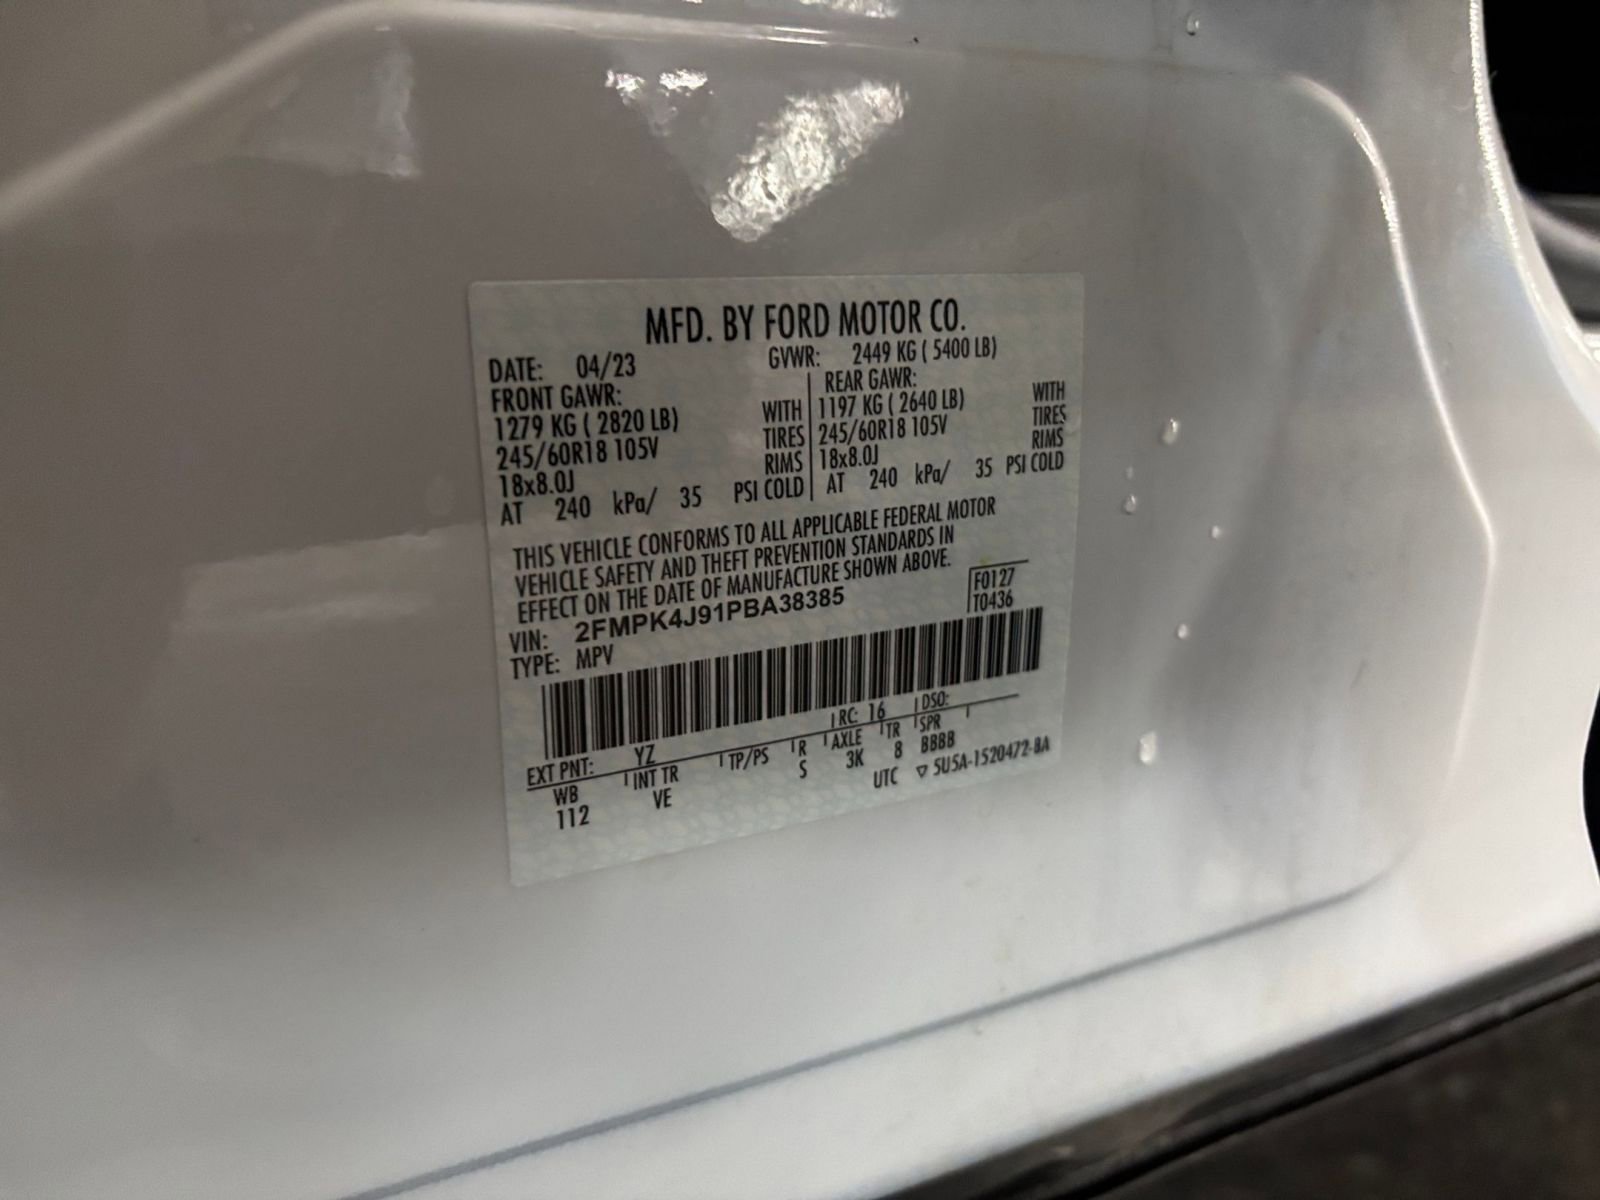 MFD. BY FORD MOTOR CO.
DATE: 04/23 GVWR: 2449 KG ( 5400 LB)
FRONT GAWR: REAR GAWR:
1279 KG ( 2820 LB) WITH 1197 KG ( 2640 LB) WITH
245/60R18 105V TIRES 245/60R18 105V TIRES
18x8.0J RIMS 18x8.0J RIMS
AT 240 kPa/ 35 PSI COLD AT 240 kPa/ 35 PSI COLD
THIS VEHICLE CONFORMS TO ALL APPLICABLE FEDERAL MOTOR
VEHICLE SAFETY AND THEFT PREVENTION STANDARDS IN
EFFECT ON THE DATE OF MANUFACTURE SHOWN ABOVE.
VIN: 2FMPK4J91PBA38385 F0127
TYPE: MPV T0436
EXT PNT: YZ RC: 16 DSO:
WB INT TR TP/PS R AXLE TR SPR
112 VE S 3K 8 BBBB
UTC ▽ 5U5A-1520472-BA